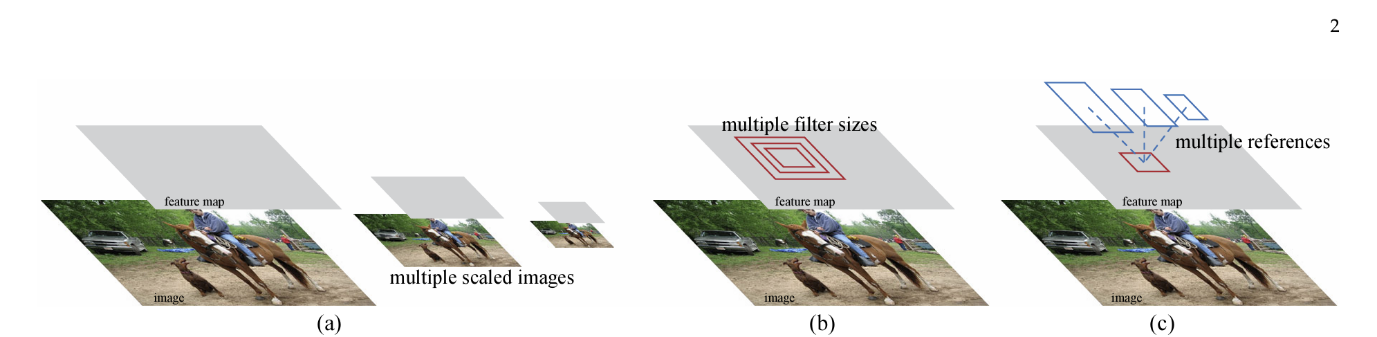 2
multiple filter sizes
multiple references
feature map
feature map
feature map
multiple scaled images
image
image
image
(a)
(b)
(c)